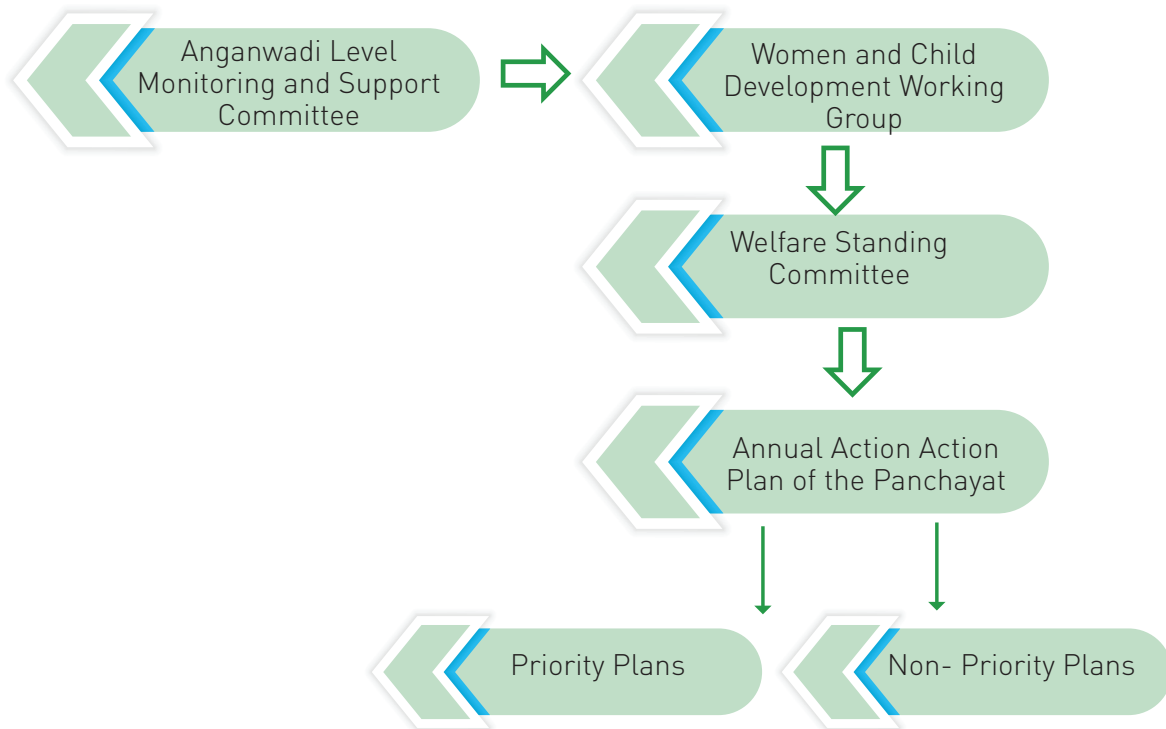 Anganwadi Level
Monitoring and Support
Committee
Women and Child
Development Working
Group
Welfare Standing
Committee
Annual Action Action
Plan of the Panchayat
Priority Plans
Non- Priority Plans